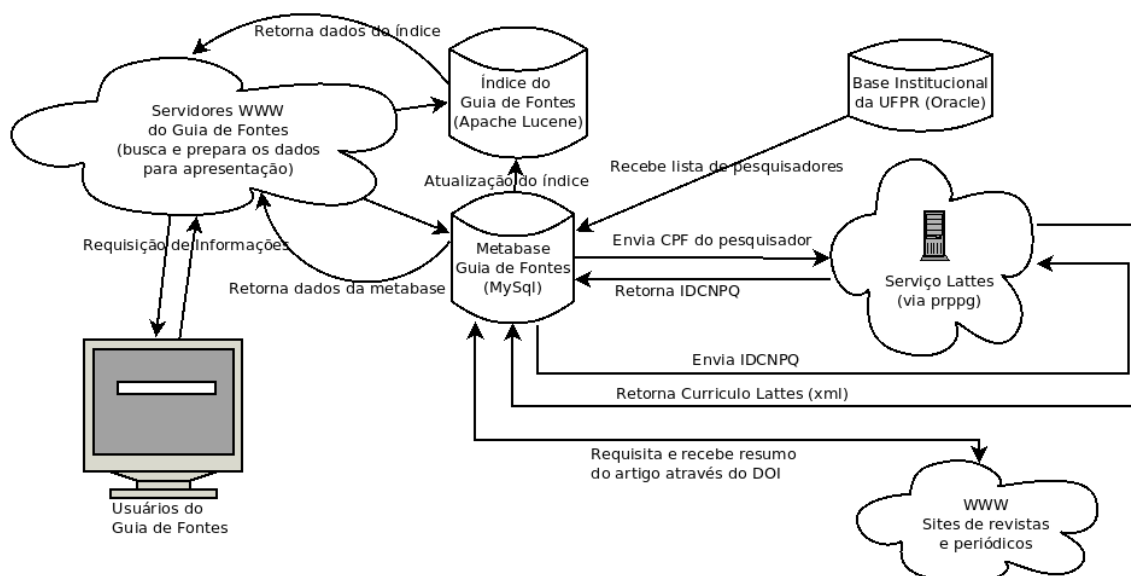 Retorna dados do índice
Índice do
Guia de Fontes
(Apache Lucene)
Base Institucional
da UFPR (Oracle)
Servidores WWW
do Guia de Fontes
(busca e prepara os dados
para apresentação)
Recebe lista de pesquisadores
Atualização do índice
Requisição de Informações
Metabase
Guia de Fontes
(MySql)
Envia CPF do pesquisador
Retorna IDCNPQ
Serviço Lattes
(via prppg)
Retorna dados da metabase
Envia IDCNPQ
Retorna Curriculo Lattes (xml)
Requisita e recebe resumo
do artigo através do DOI
Usuários do
Guia de Fontes
WWW
Sites de revistas
e periódicos